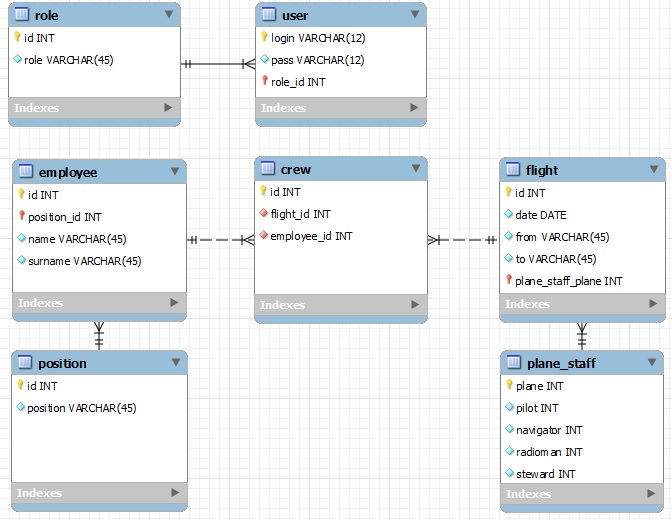 role
id INT
role VARCHAR(45)
Indexes
user
login VARCHAR(12)
pass VARCHAR(12)
role_id INT
Indexes
employee
id INT
position_id INT
name VARCHAR(45)
surname VARCHAR(45)
Indexes
crew
id INT
flight_id INT
employee_id INT
Indexes
flight
id INT
date DATE
from VARCHAR(45)
to VARCHAR(45)
plane_staff_plane INT
Indexes
position
id INT
position VARCHAR(45)
Indexes
plane_staff
plane INT
pilot INT
navigator INT
radioman INT
steward INT
Indexes